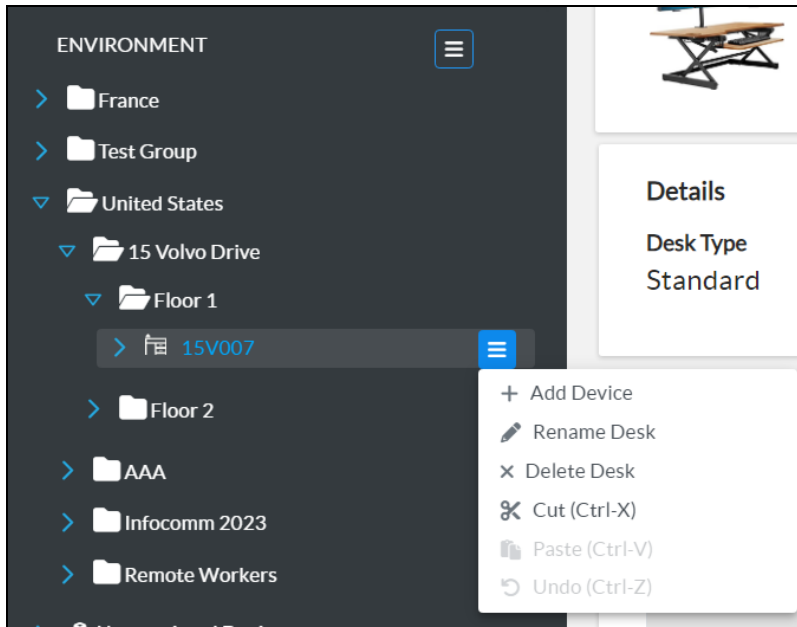 ENVIRONMENT
France
Test Group
United States
15 Volvo Drive
Floor 1
15V007
Floor 2
AAA
Infocomm 2023
Remote Workers
Details
Desk Type
Standard
Add Device
Rename Desk
Delete Desk
Cut (Ctrl-X)
Paste (Ctrl-V)
Undo (Ctrl-Z)